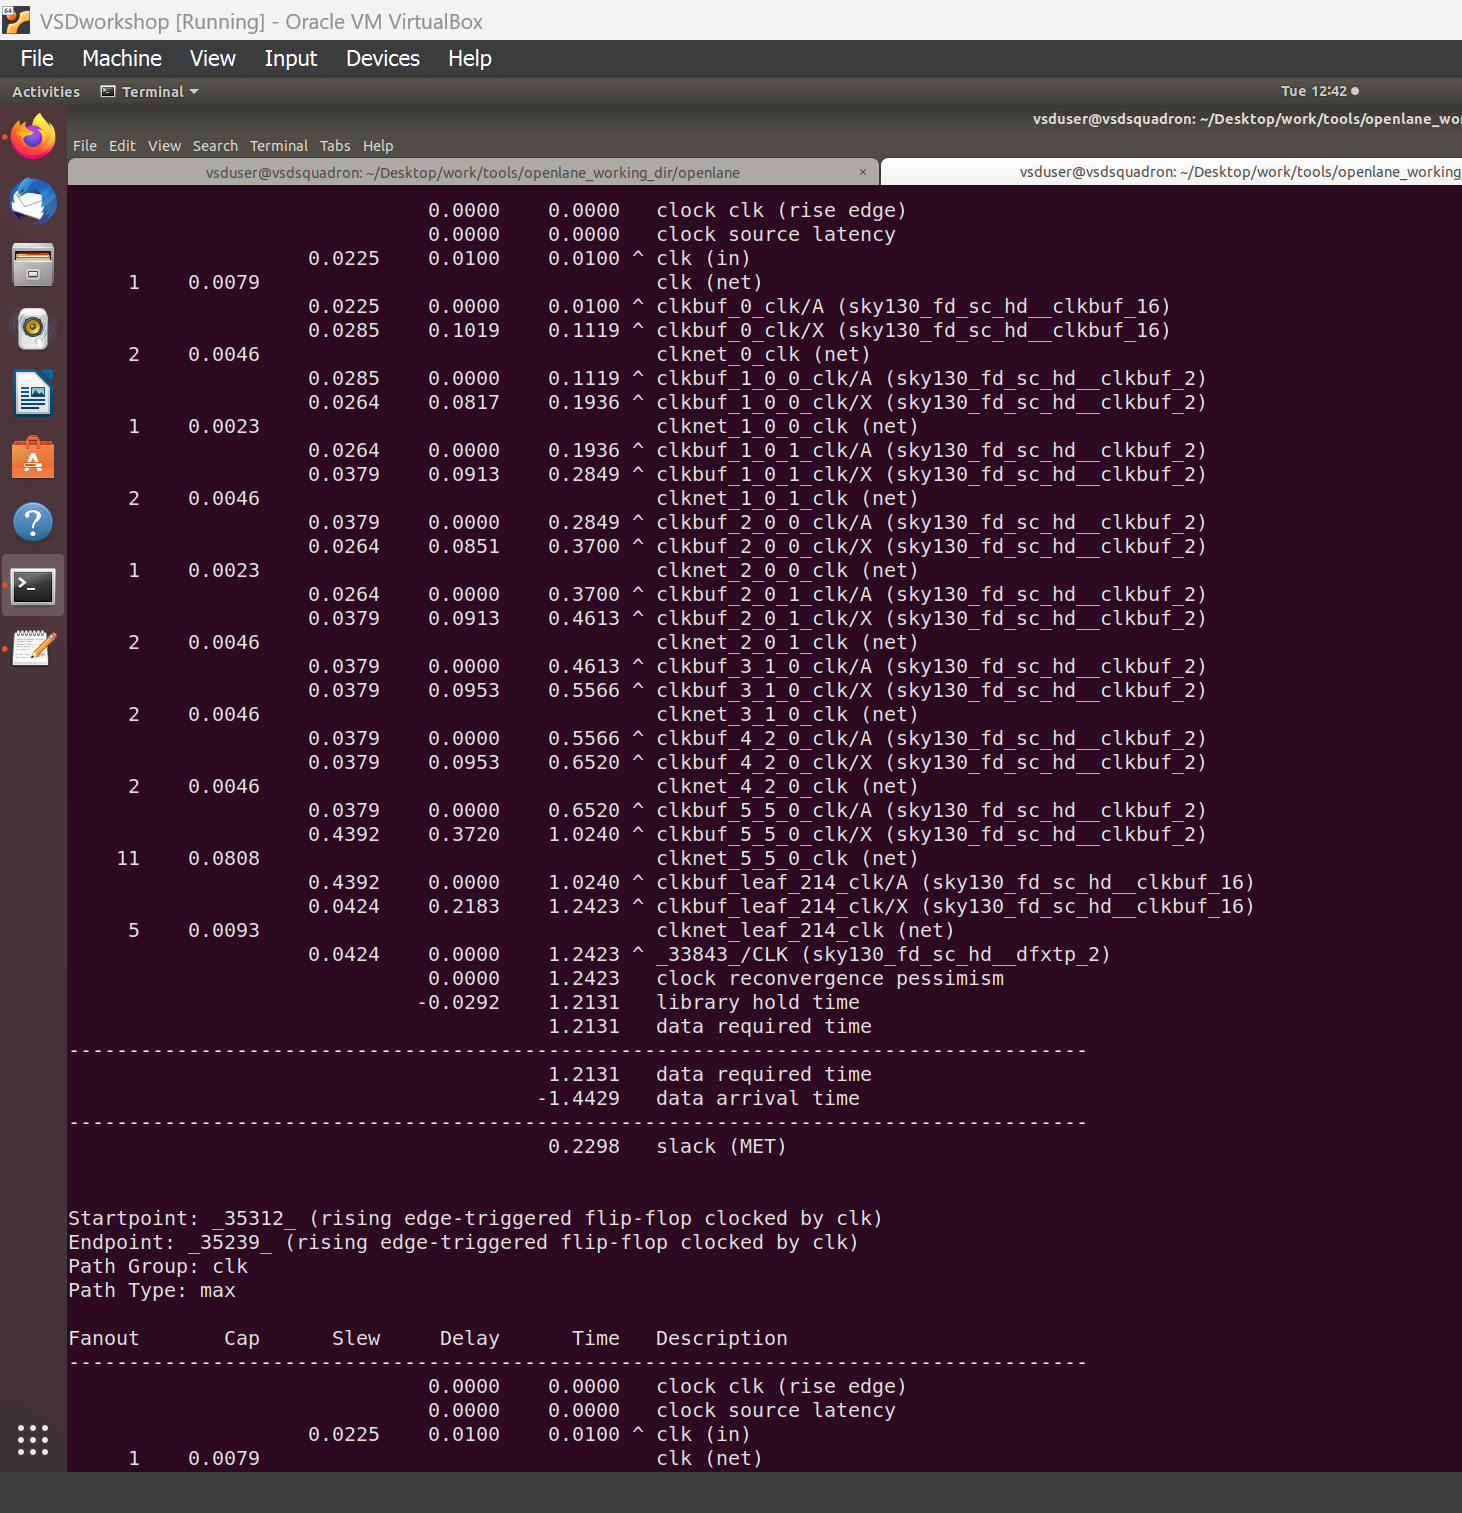 VSDworkshop [Running] - Oracle VM VirtualBox
File Machine View Input Devices Help
Activities Terminal Tue 12:42
vsduser@vsdsquadron: ~/Desktop/work/tools/openlane_wo
File Edit View Search Terminal Tabs Help
vsduser@vsdsquadron: ~/Desktop/work/tools/openlane_working_dir/openlane × vsduser@vsdsquadron: ~/Desktop/work/tools/openlane_working_
0.0000 0.0000 clock clk (rise edge)
0.0000 0.0000 clock source latency
0.0225 0.0100 0.0100 ^ clk (in)
1 0.0079 clk (net)
0.0225 0.0000 0.0100 ^ clkbuf_0_clk/A (sky130_fd_sc_hd__clkbuf_16)
0.0285 0.1019 0.1119 ^ clkbuf_0_clk/X (sky130_fd_sc_hd__clkbuf_16)
2 0.0046 clknet_0_clk (net)
0.0285 0.0000 0.1119 ^ clkbuf_1_0_0_clk/A (sky130_fd_sc_hd__clkbuf_2)
0.0264 0.0817 0.1936 ^ clkbuf_1_0_0_clk/X (sky130_fd_sc_hd__clkbuf_2)
1 0.0023 clknet_1_0_0_clk (net)
0.0264 0.0000 0.1936 ^ clkbuf_1_0_1_clk/A (sky130_fd_sc_hd__clkbuf_2)
0.0379 0.0913 0.2849 ^ clkbuf_1_0_1_clk/X (sky130_fd_sc_hd__clkbuf_2)
2 0.0046 clknet_1_0_1_clk (net)
0.0379 0.0000 0.2849 ^ clkbuf_2_0_0_clk/A (sky130_fd_sc_hd__clkbuf_2)
0.0264 0.0851 0.3700 ^ clkbuf_2_0_0_clk/X (sky130_fd_sc_hd__clkbuf_2)
1 0.0023 clknet_2_0_0_clk (net)
0.0264 0.0000 0.3700 ^ clkbuf_2_0_1_clk/A (sky130_fd_sc_hd__clkbuf_2)
0.0379 0.0913 0.4613 ^ clkbuf_2_0_1_clk/X (sky130_fd_sc_hd__clkbuf_2)
2 0.0046 clknet_2_0_1_clk (net)
0.0379 0.0000 0.4613 ^ clkbuf_3_1_0_clk/A (sky130_fd_sc_hd__clkbuf_2)
0.0379 0.0953 0.5566 ^ clkbuf_3_1_0_clk/X (sky130_fd_sc_hd__clkbuf_2)
2 0.0046 clknet_3_1_0_clk (net)
0.0379 0.0000 0.5566 ^ clkbuf_4_2_0_clk/A (sky130_fd_sc_hd__clkbuf_2)
0.0379 0.0953 0.6520 ^ clkbuf_4_2_0_clk/X (sky130_fd_sc_hd__clkbuf_2)
2 0.0046 clknet_4_2_0_clk (net)
0.0379 0.0000 0.6520 ^ clkbuf_5_5_0_clk/A (sky130_fd_sc_hd__clkbuf_2)
0.4392 0.3720 1.0240 ^ clkbuf_5_5_0_clk/X (sky130_fd_sc_hd__clkbuf_2)
11 0.0808 clknet_5_5_0_clk (net)
0.4392 0.0000 1.0240 ^ clkbuf_leaf_214_clk/A (sky130_fd_sc_hd__clkbuf_16)
0.0424 0.2183 1.2423 ^ clkbuf_leaf_214_clk/X (sky130_fd_sc_hd__clkbuf_16)
5 0.0093 clknet_leaf_214_clk (net)
0.0424 0.0000 1.2423 ^ _33843_/CLK (sky130_fd_sc_hd__dfxtp_2)
0.0000 1.2423 clock reconvergence pessimism
-0.0292 1.2131 library hold time
1.2131 data required time
-------------------------------------------------------------------------------------
1.2131 data required time
-1.4429 data arrival time
-------------------------------------------------------------------------------------
0.2298 slack (MET)
Startpoint: _35312_ (rising edge-triggered flip-flop clocked by clk)
Endpoint: _35239_ (rising edge-triggered flip-flop clocked by clk)
Path Group: clk
Path Type: max
Fanout Cap Slew Delay Time Description
-------------------------------------------------------------------------------------
0.0000 0.0000 clock clk (rise edge)
0.0000 0.0000 clock source latency
0.0225 0.0100 0.0100 ^ clk (in)
1 0.0079 clk (net)